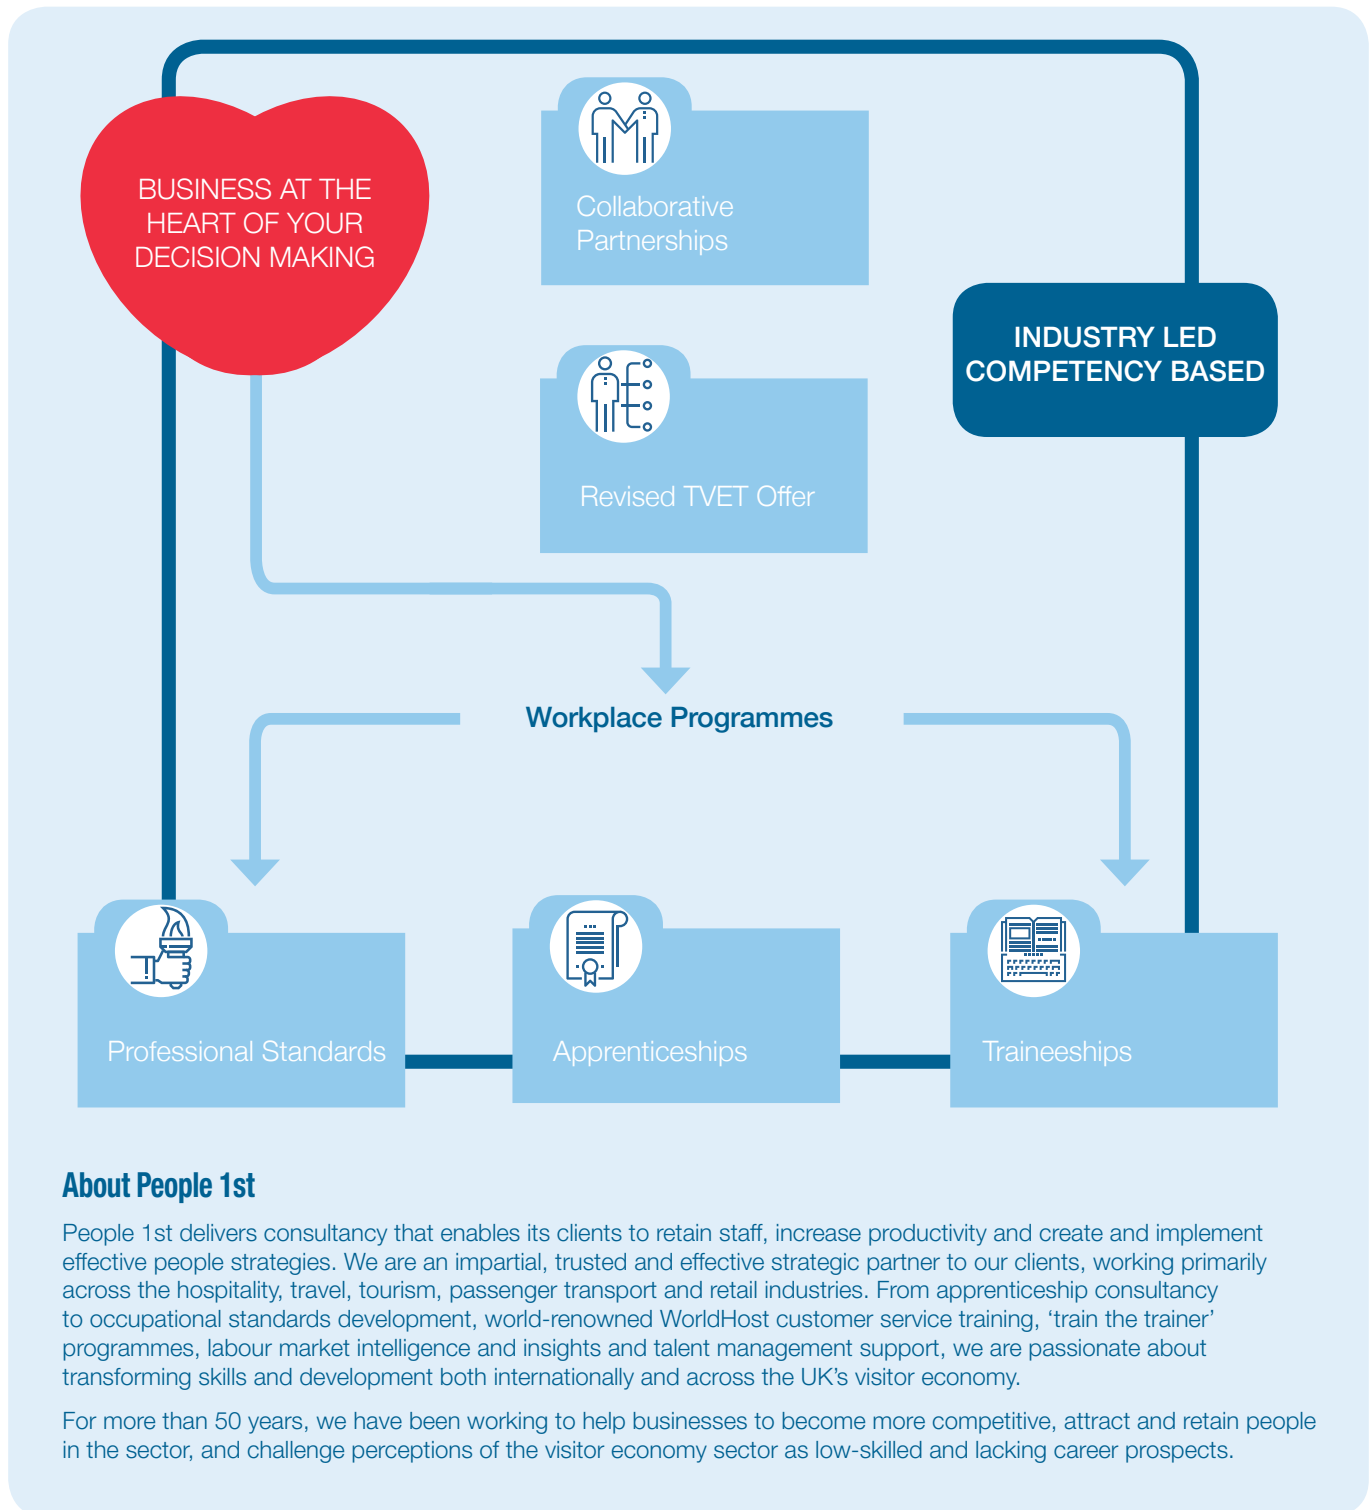 BUSINESS AT THE
HEART OF YOUR
DECISION MAKING
Collaborative
Partnerships
INDUSTRY LED
COMPETENCY BASED
Revised TVET Offer
Workplace Programmes
Professional Standards
Apprenticeships
Traineeships
About People 1st
People 1st delivers consultancy that enables its clients to retain staff, increase productivity and create and implement
effective people strategies. We are an impartial, trusted and effective strategic partner to our clients, working primarily
across the hospitality, travel, tourism, passenger transport and retail industries. From apprenticeship consultancy
to occupational standards development, world-renowned WorldHost customer service training, ‘train the trainer’
programmes, labour market intelligence and insights and talent management support, we are passionate about
transforming skills and development both internationally and across the UK’s visitor economy.
For more than 50 years, we have been working to help businesses to become more competitive, attract and retain people
in the sector, and challenge perceptions of the visitor economy sector as low-skilled and lacking career prospects.